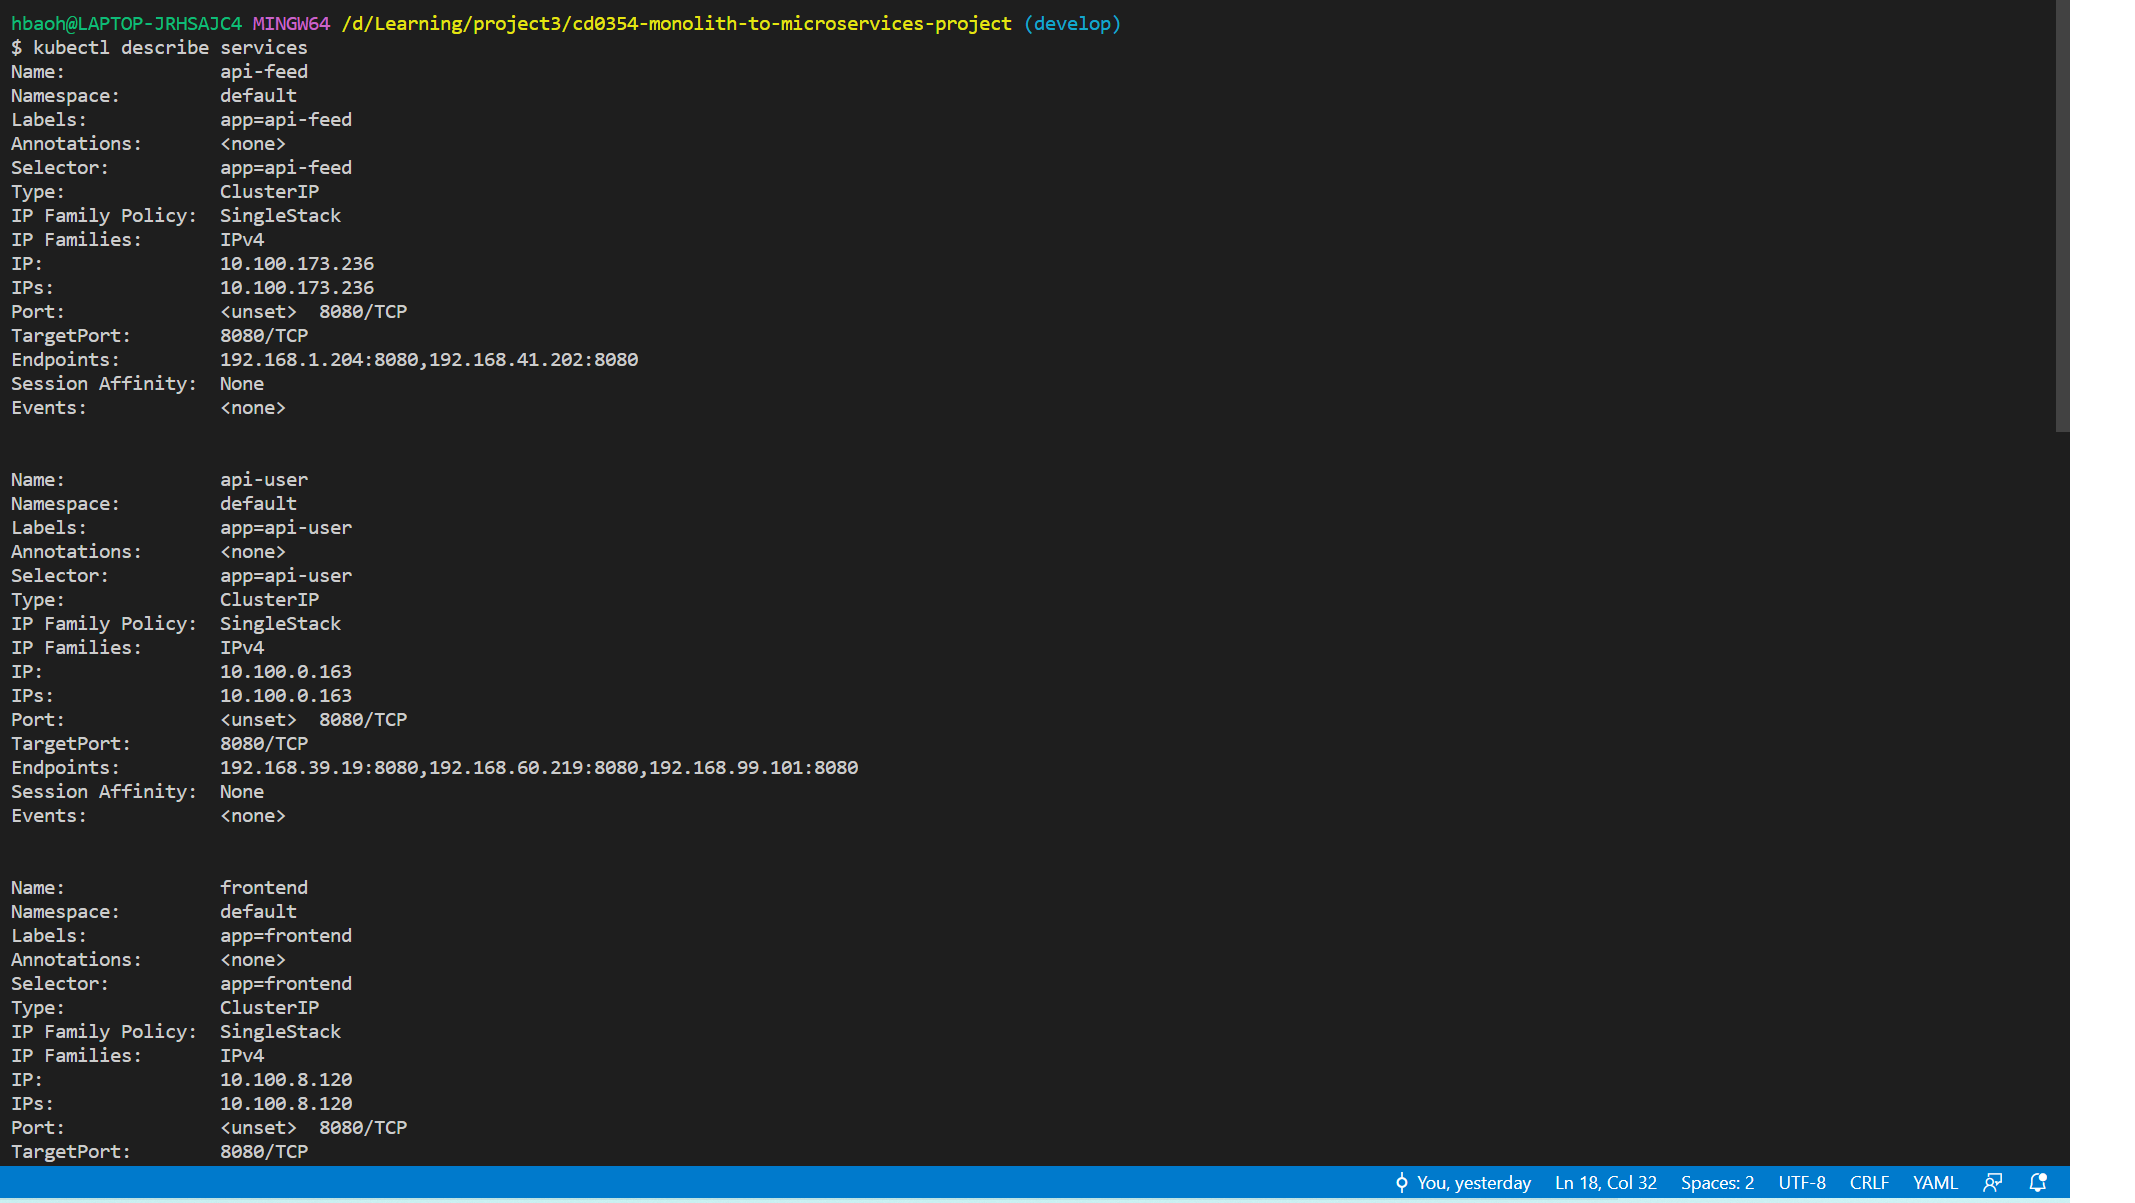 hbaoh@LAPTOP-JRHSAJC4 MINGW64 /d/Learning/project3/cd0354-monolith-to-microservices-project (develop)
$ kubectl describe services
Name:              api-feed
Namespace:         default
Labels:            app=api-feed
Annotations:       <none>
Selector:          app=api-feed
Type:              ClusterIP
IP Family Policy:  SingleStack
IP Families:       IPv4
IP:                10.100.173.236
IPs:               10.100.173.236
Port:              <unset>  8080/TCP
TargetPort:        8080/TCP
Endpoints:         192.168.1.204:8080,192.168.41.202:8080
Session Affinity:  None
Events:            <none>
Name:              api-user
Namespace:         default
Labels:            app=api-user
Annotations:       <none>
Selector:          app=api-user
Type:              ClusterIP
IP Family Policy:  SingleStack
IP Families:       IPv4
IP:                10.100.0.163
IPs:               10.100.0.163
Port:              <unset>  8080/TCP
TargetPort:        8080/TCP
Endpoints:         192.168.39.19:8080,192.168.60.219:8080,192.168.99.101:8080
Session Affinity:  None
Events:            <none>
Name:              frontend
Namespace:         default
Labels:            app=frontend
Annotations:       <none>
Selector:          app=frontend
Type:              ClusterIP
IP Family Policy:  SingleStack
IP Families:       IPv4
IP:                10.100.8.120
IPs:               10.100.8.120
Port:              <unset>  8080/TCP
TargetPort:        8080/TCP
You, yesterday  Ln 18, Col 32  Spaces: 2  UTF-8  CRLF  YAML